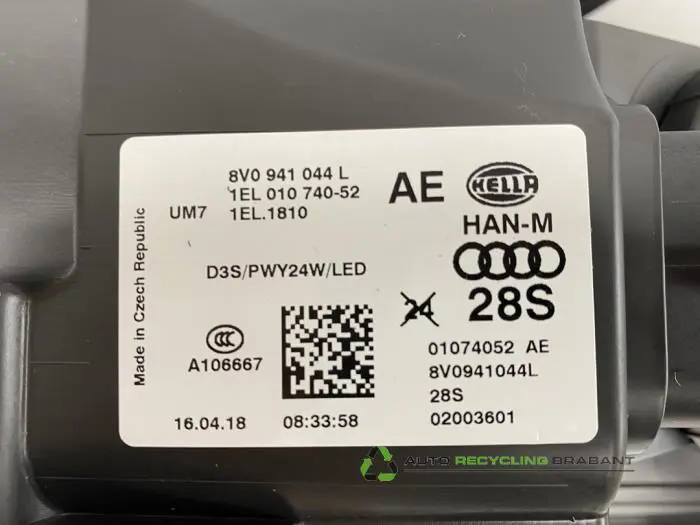 8V0 941 044 L
1EL 010 740-52
UM7 1EL.1810
AE
HELLA
HAN-M
D3S/PWY24W/LED
Made in Czech Republic
CCC
A106667
24
28S
01074052 AE
8V0941044L
28S
02003601
16.04.18 08:33:58
AUTO RECYCLING BRABANT